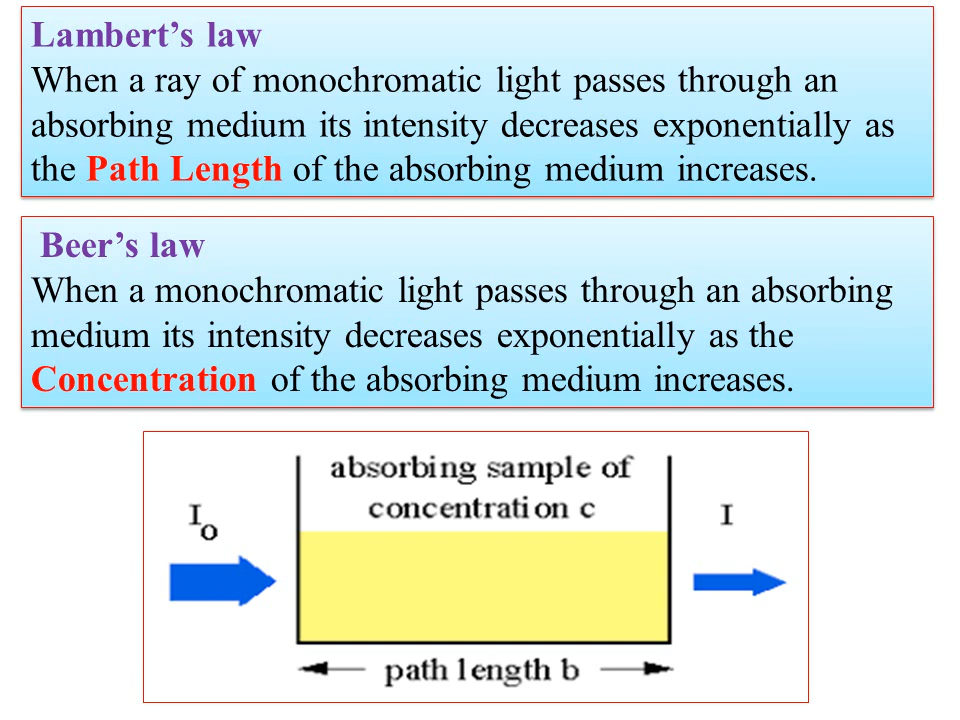 Lambert’s law
When a ray of monochromatic light passes through an
absorbing medium its intensity decreases exponentially as
the Path Length of the absorbing medium increases.
Beer’s law
When a monochromatic light passes through an absorbing
medium its intensity decreases exponentially as the
Concentration of the absorbing medium increases.
absorbing sample of
concentration c
Io
I
path length b